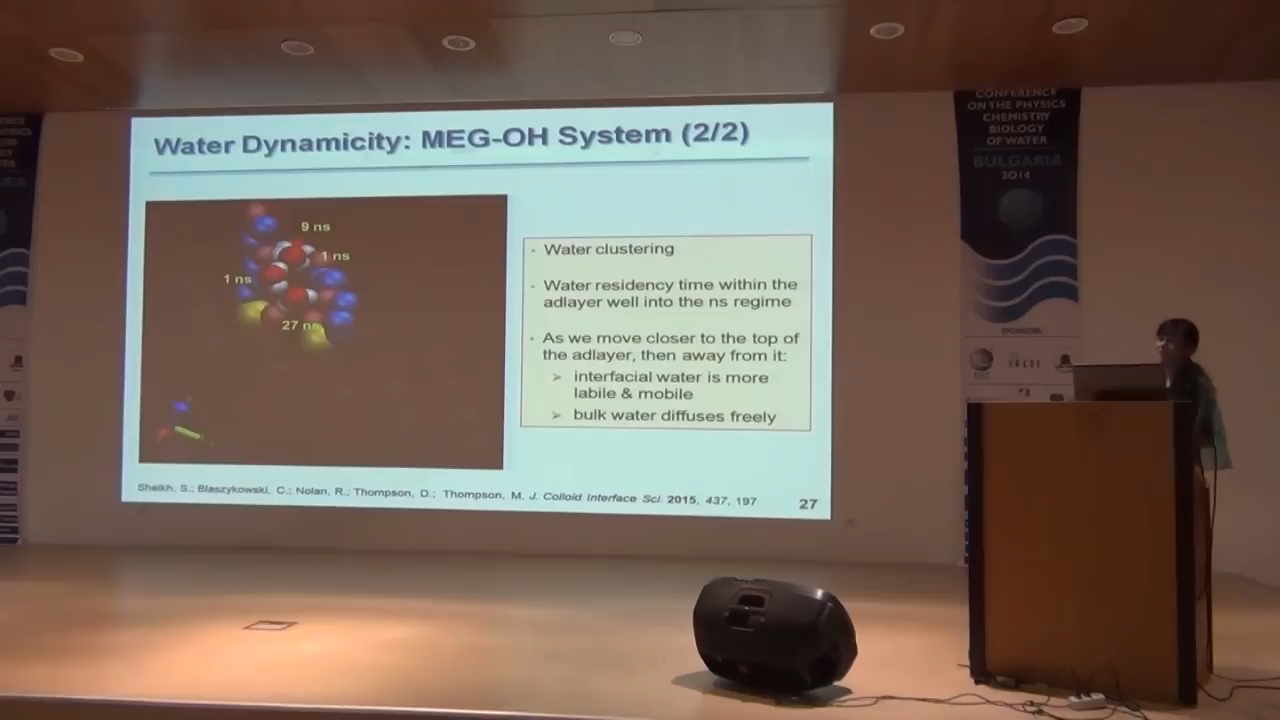 Water Dynamicity: MEG-OH System (2/2)
9 ns
1 ns
1 ns
27 ns
- Water clustering
- Water residency time within the
adlayer well into the ns regime
- As we move closer to the top of
the adlayer, then away from it:
➢ interfacial water is more
labile & mobile
➢ bulk water diffuses freely
Sheikh, S.; Blaszykowski, C.; Nolan, R.; Thompson, D.; Thompson, M. J. Colloid Interface Sci. 2015, 437, 197
27
CONFERENCE
ON THE PHYSICS
CHEMISTRY
BIOLOGY
OF WATER
BULGARIA
2014
SPONSORS